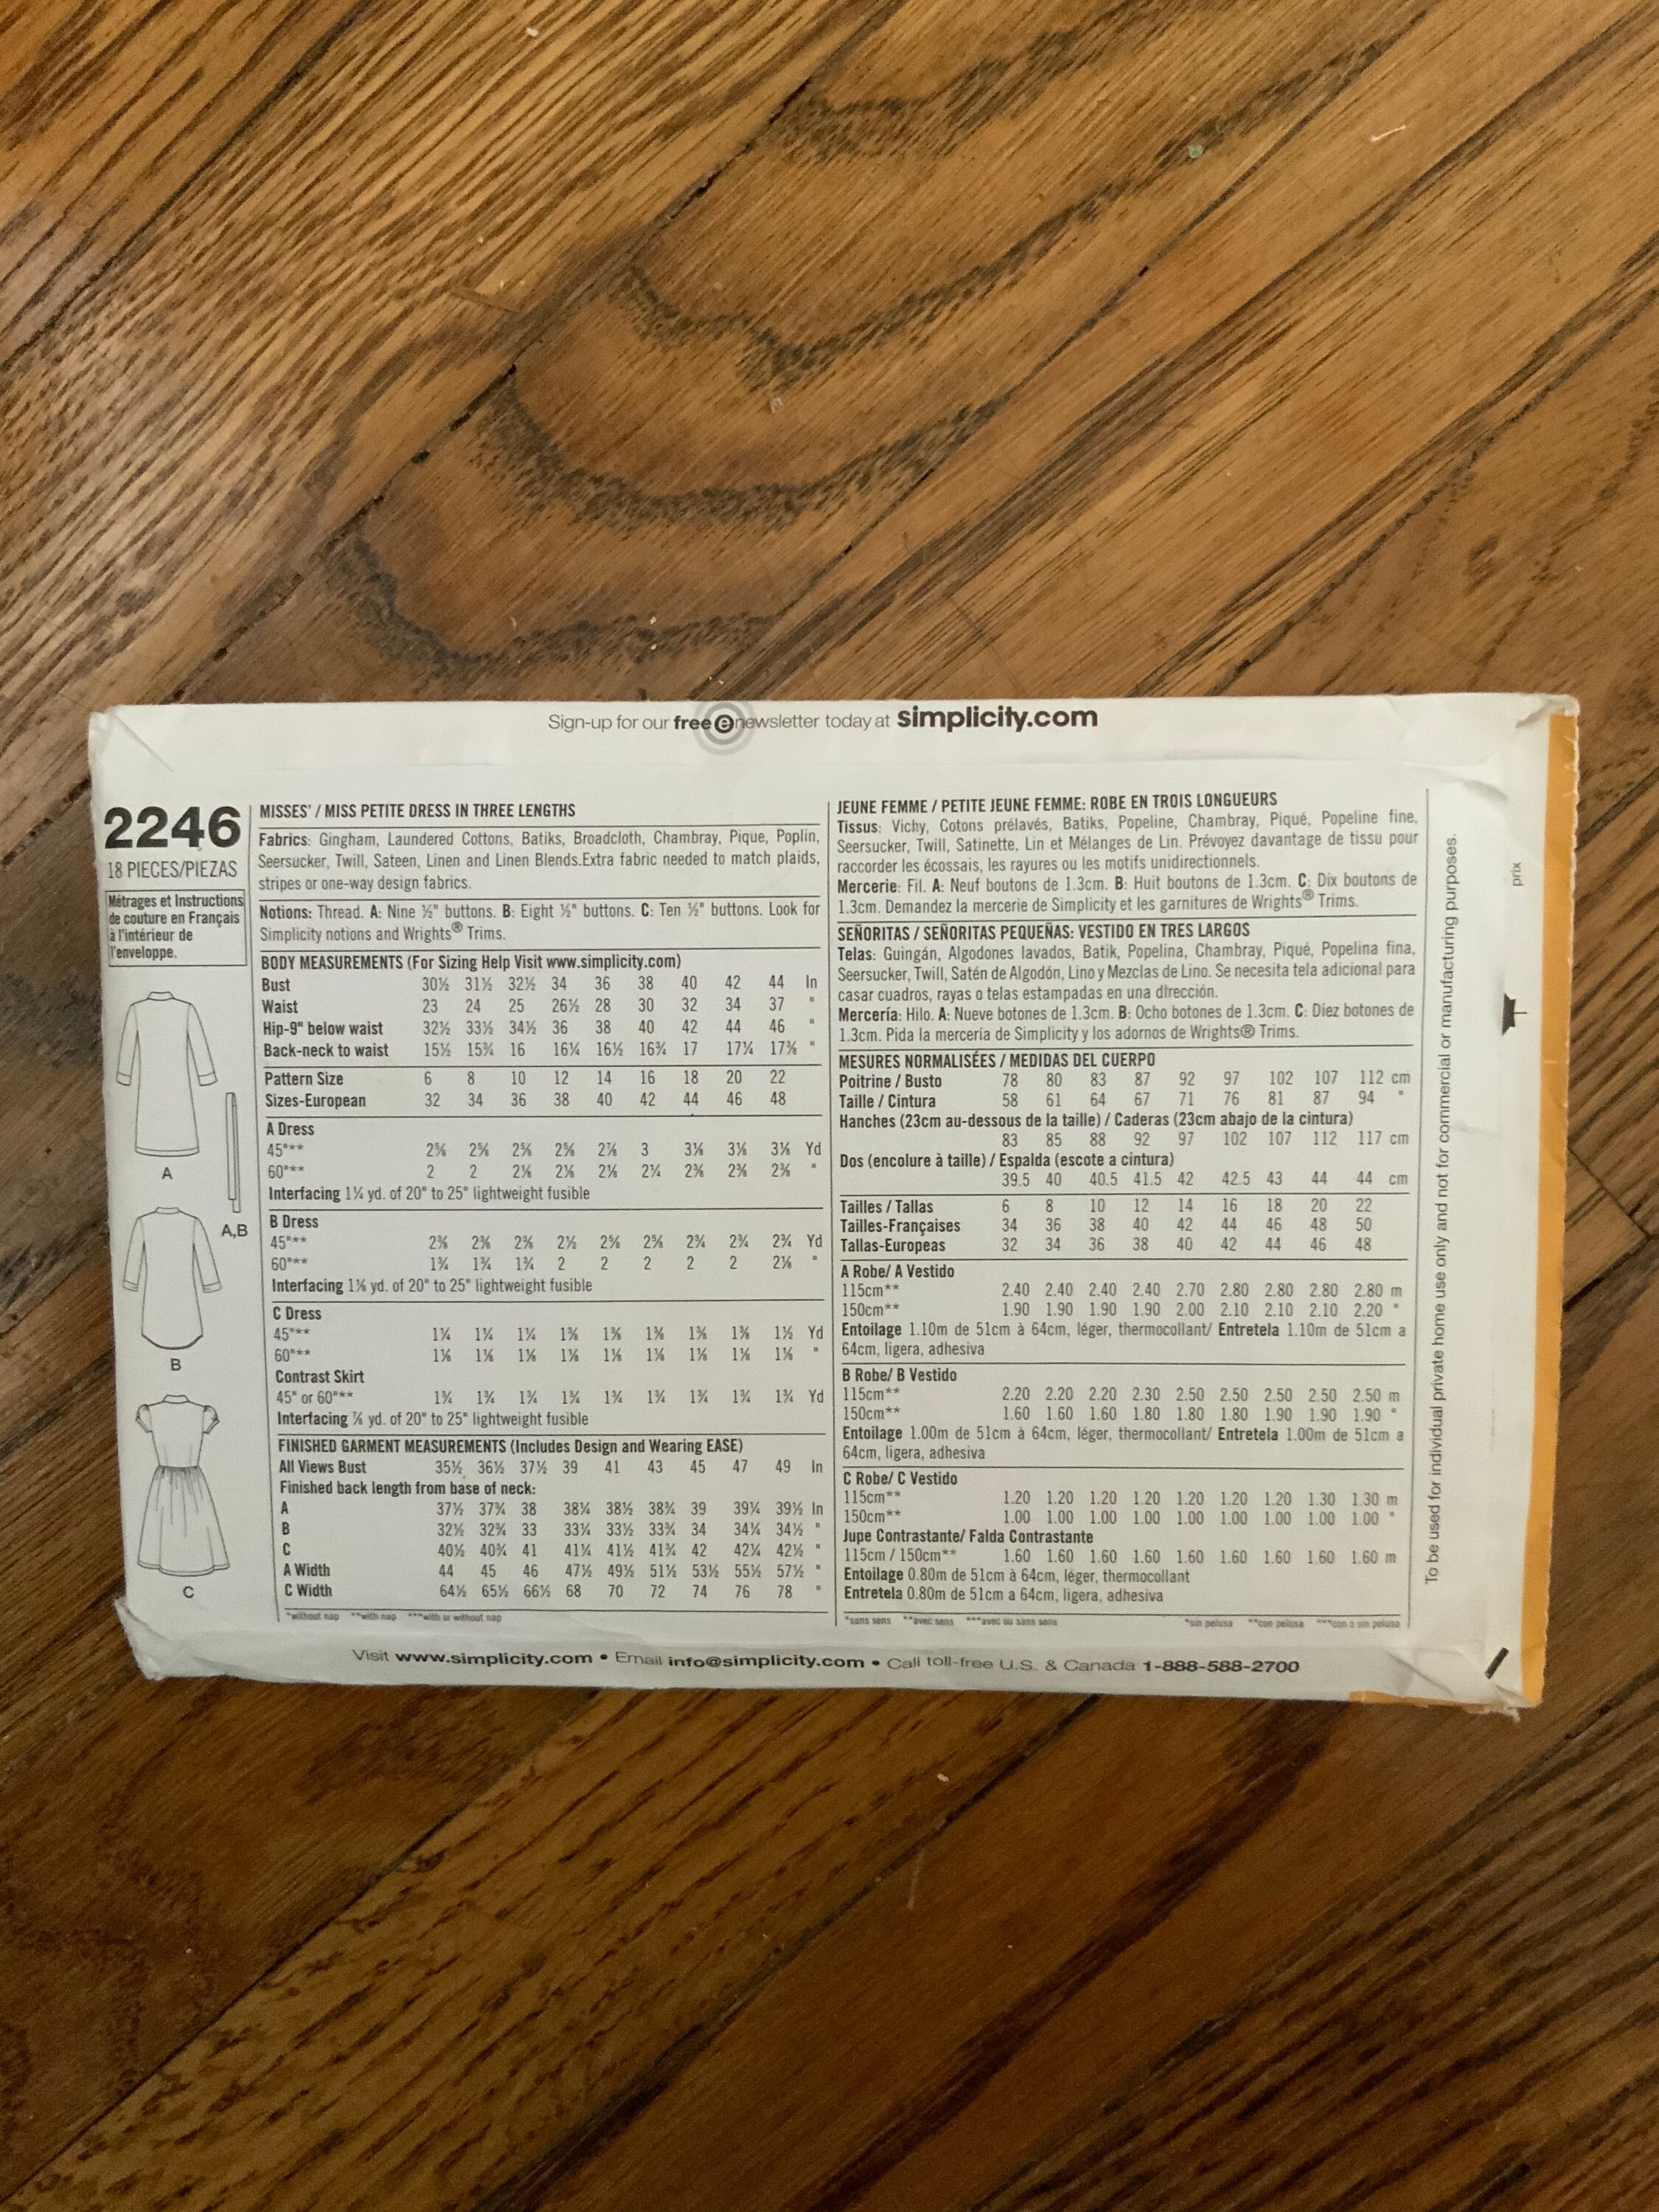 Sign-up for our free e newsletter today at simplicity.com
2246
18 PIECES/PIEZAS
Métrages et Instructions
de couture en Français
à l'intérieur de
l'enveloppe.
A
A,B
B
C
MISSES' / MISS PETITE DRESS IN THREE LENGTHS
Fabrics: Gingham, Laundered Cottons, Batiks, Broadcloth, Chambray, Pique, Poplin,
Seersucker, Twill, Sateen, Linen and Linen Blends.Extra fabric needed to match plaids,
stripes or one-way design fabrics.
Notions: Thread. A: Nine ½" buttons. B: Eight ½" buttons. C: Ten ½" buttons. Look for
Simplicity notions and Wrights® Trims.
BODY MEASUREMENTS (For Sizing Help Visit www.simplicity.com)
Bust 30½ 31½ 32½ 34 36 38 40 42 44 In
Waist 23 24 25 26½ 28 30 32 34 37 "
Hip-9" below waist 32½ 33½ 34½ 36 38 40 42 44 46 "
Back-neck to waist 15½ 15¾ 16 16¼ 16½ 16¾ 17 17¼ 17⅜ "
Pattern Size 6 8 10 12 14 16 18 20 22
Sizes-European 32 34 36 38 40 42 44 46 48
A Dress
45"** 2⅝ 2⅝ 2⅝ 2⅝ 2⅞ 3 3⅛ 3⅛ 3⅛ Yd
60"** 2 2 2⅛ 2⅛ 2⅛ 2¼ 2⅜ 2⅜ 2⅜ "
Interfacing 1¼ yd. of 20" to 25" lightweight fusible
B Dress
45"** 2⅜ 2⅜ 2⅜ 2½ 2⅝ 2⅝ 2¾ 2¾ 2¾ Yd
60"** 1¾ 1¾ 1¾ 2 2 2 2 2 2⅛ "
Interfacing 1⅛ yd. of 20" to 25" lightweight fusible
C Dress
45"** 1¼ 1¼ 1¼ 1⅜ 1⅜ 1⅜ 1⅜ 1⅜ 1½ Yd
60"** 1⅛ 1⅛ 1⅛ 1⅛ 1⅛ 1⅛ 1⅛ 1⅛ 1⅛ "
Contrast Skirt
45" or 60"** 1¾ 1¾ 1¾ 1¾ 1¾ 1¾ 1¾ 1¾ 1¾ Yd
Interfacing ⅞ yd. of 20" to 25" lightweight fusible
FINISHED GARMENT MEASUREMENTS (Includes Design and Wearing EASE)
All Views Bust 35½ 36½ 37½ 39 41 43 45 47 49 In
Finished back length from base of neck:
A 37½ 37¾ 38 38¼ 38½ 38¾ 39 39¼ 39½ In
B 32½ 32¾ 33 33¼ 33½ 33¾ 34 34¼ 34½ "
C 40½ 40¾ 41 41¼ 41½ 41¾ 42 42¼ 42½ "
A Width 44 45 46 47½ 49½ 51½ 53½ 55½ 57½ "
C Width 64½ 65½ 66½ 68 70 72 74 76 78 "
*without nap **with nap ***with or without nap
JEUNE FEMME / PETITE JEUNE FEMME: ROBE EN TROIS LONGUEURS
Tissus: Vichy, Cotons prélavés, Batiks, Popeline, Chambray, Piqué, Popeline fine,
Seersucker, Twill, Satinette, Lin et Mélanges de Lin. Prévoyez davantage de tissu pour
raccorder les écossais, les rayures ou les motifs unidirectionnels.
Mercerie: Fil. A: Neuf boutons de 1.3cm. B: Huit boutons de 1.3cm. C: Dix boutons de
1.3cm. Demandez la mercerie de Simplicity et les garnitures de Wrights® Trims.
SEÑORITAS / SEÑORITAS PEQUEÑAS: VESTIDO EN TRES LARGOS
Telas: Guingán, Algodones lavados, Batik, Popelina, Chambray, Piqué, Popelina fina,
Seersucker, Twill, Satén de Algodón, Lino y Mezclas de Lino. Se necesita tela adicional para
casar cuadros, rayas o telas estampadas en una dirección.
Mercería: Hilo. A: Nueve botones de 1.3cm. B: Ocho botones de 1.3cm. C: Diez botones de
1.3cm. Pida la mercería de Simplicity y los adornos de Wrights® Trims.
MESURES NORMALISÉES / MEDIDAS DEL CUERPO
Poitrine / Busto 78 80 83 87 92 97 102 107 112 cm
Taille / Cintura 58 61 64 67 71 76 81 87 94 "
Hanches (23cm au-dessous de la taille) / Caderas (23cm abajo de la cintura)
83 85 88 92 97 102 107 112 117 cm
Dos (encolure à taille) / Espalda (escote a cintura)
39.5 40 40.5 41.5 42 42.5 43 44 44 cm
Tailles / Tallas 6 8 10 12 14 16 18 20 22
Tailles-Françaises 34 36 38 40 42 44 46 48 50
Tallas-Europeas 32 34 36 38 40 42 44 46 48
A Robe/ A Vestido
115cm** 2.40 2.40 2.40 2.40 2.70 2.80 2.80 2.80 2.80 m
150cm** 1.90 1.90 1.90 1.90 2.00 2.10 2.10 2.10 2.20 "
Entoilage 1.10m de 51cm à 64cm, léger, thermocollant/ Entretela 1.10m de 51cm a
64cm, ligera, adhesiva
B Robe/ B Vestido
115cm** 2.20 2.20 2.20 2.30 2.50 2.50 2.50 2.50 2.50 m
150cm** 1.60 1.60 1.60 1.80 1.80 1.80 1.90 1.90 1.90 "
Entoilage 1.00m de 51cm à 64cm, léger, thermocollant/ Entretela 1.00m de 51cm a
64cm, ligera, adhesiva
C Robe/ C Vestido
115cm** 1.20 1.20 1.20 1.20 1.20 1.20 1.20 1.30 1.30 m
150cm** 1.00 1.00 1.00 1.00 1.00 1.00 1.00 1.00 1.00 "
Jupe Contrastante/ Falda Contrastante
115cm / 150cm** 1.60 1.60 1.60 1.60 1.60 1.60 1.60 1.60 1.60 m
Entoilage 0.80m de 51cm à 64cm, léger, thermocollant
Entretela 0.80m de 51cm a 64cm, ligera, adhesiva
*sans sens **avec sens ***avec ou sans sens *sin pelusa **con pelusa ***con o sin pelusa
To be used for individual private home use only and not for commercial or manufacturing purposes.
prix
Visit www.simplicity.com • Email info@simplicity.com • Call toll-free U.S. & Canada 1-888-588-2700